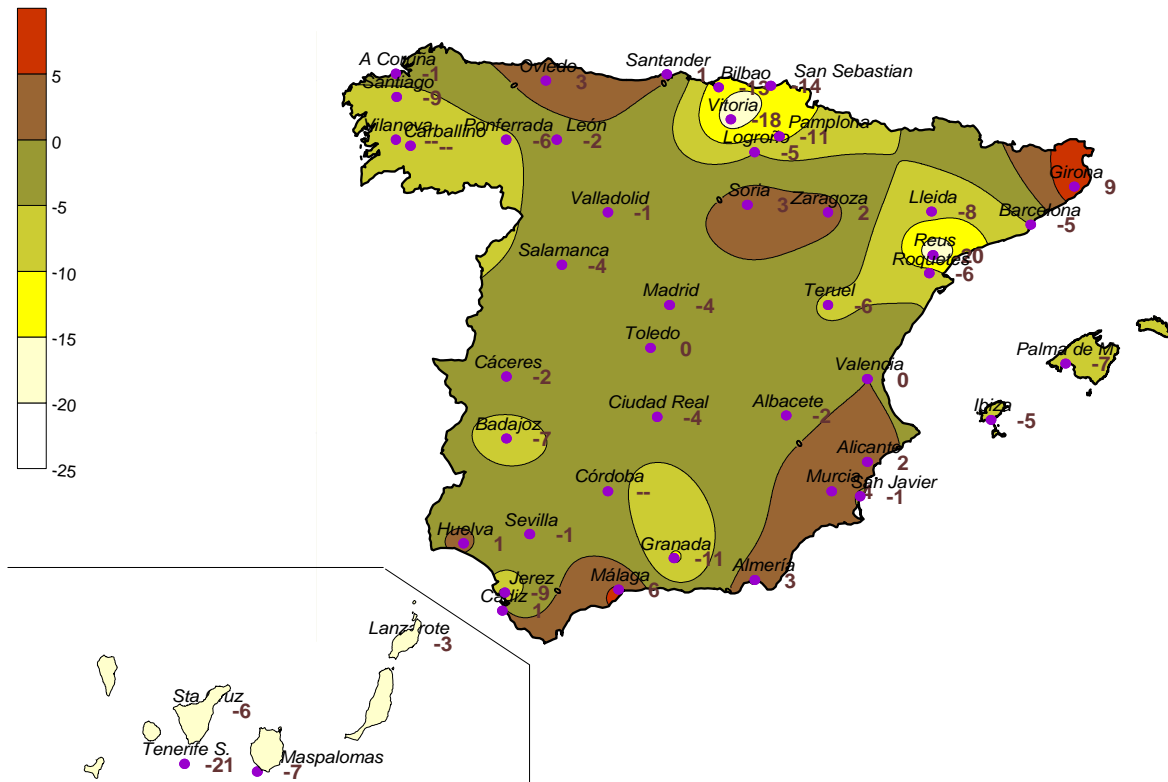 5
0
-5
-10
-15
-20
-25
A Coruña
-1
Santiago
-9
Oviedo
3
Santander
1
Bilbao
-13
San Sebastian
-14
Vitoria
-18
Pamplona
-11
Logroño
-5
Vilanova
--
Carballino
--
Ponferrada
-6
León
-2
Girona
9
Valladolid
-1
Soria
3
Zaragoza
2
Lleida
-8
Barcelona
-5
Reus
-20
Roquetes
-6
Salamanca
-4
Madrid
-4
Teruel
-6
Toledo
0
Palma de M.
-7
Cáceres
-2
Valencia
0
Ciudad Real
-4
Albacete
-2
Ibiza
-5
Badajoz
-7
Alicante
2
Córdoba
--
Murcia
4
San Javier
-1
Huelva
1
Sevilla
-1
Granada
-11
Jerez
-9
Cádiz
1
Málaga
6
Almería
3
Lanzarote
-3
Sta Cruz
-6
Tenerife S.
-21
Maspalomas
-7